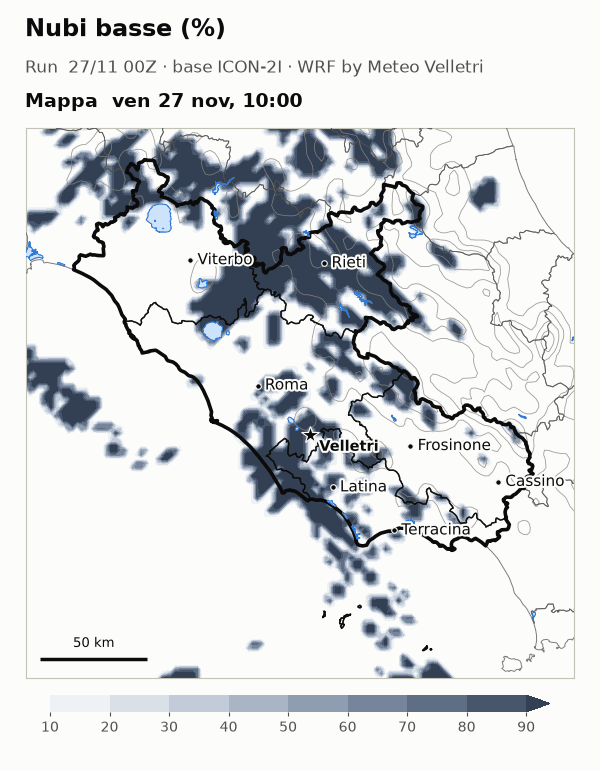 Nubi basse (%)
Run  27/11 00Z · base ICON-2I · WRF by Meteo Velletri
Mappa  ven 27 nov, 10:00
Viterbo
Rieti
Roma
Velletri
Frosinone
Latina
Cassino
Terracina
50 km
10 20 30 40 50 60 70 80 90